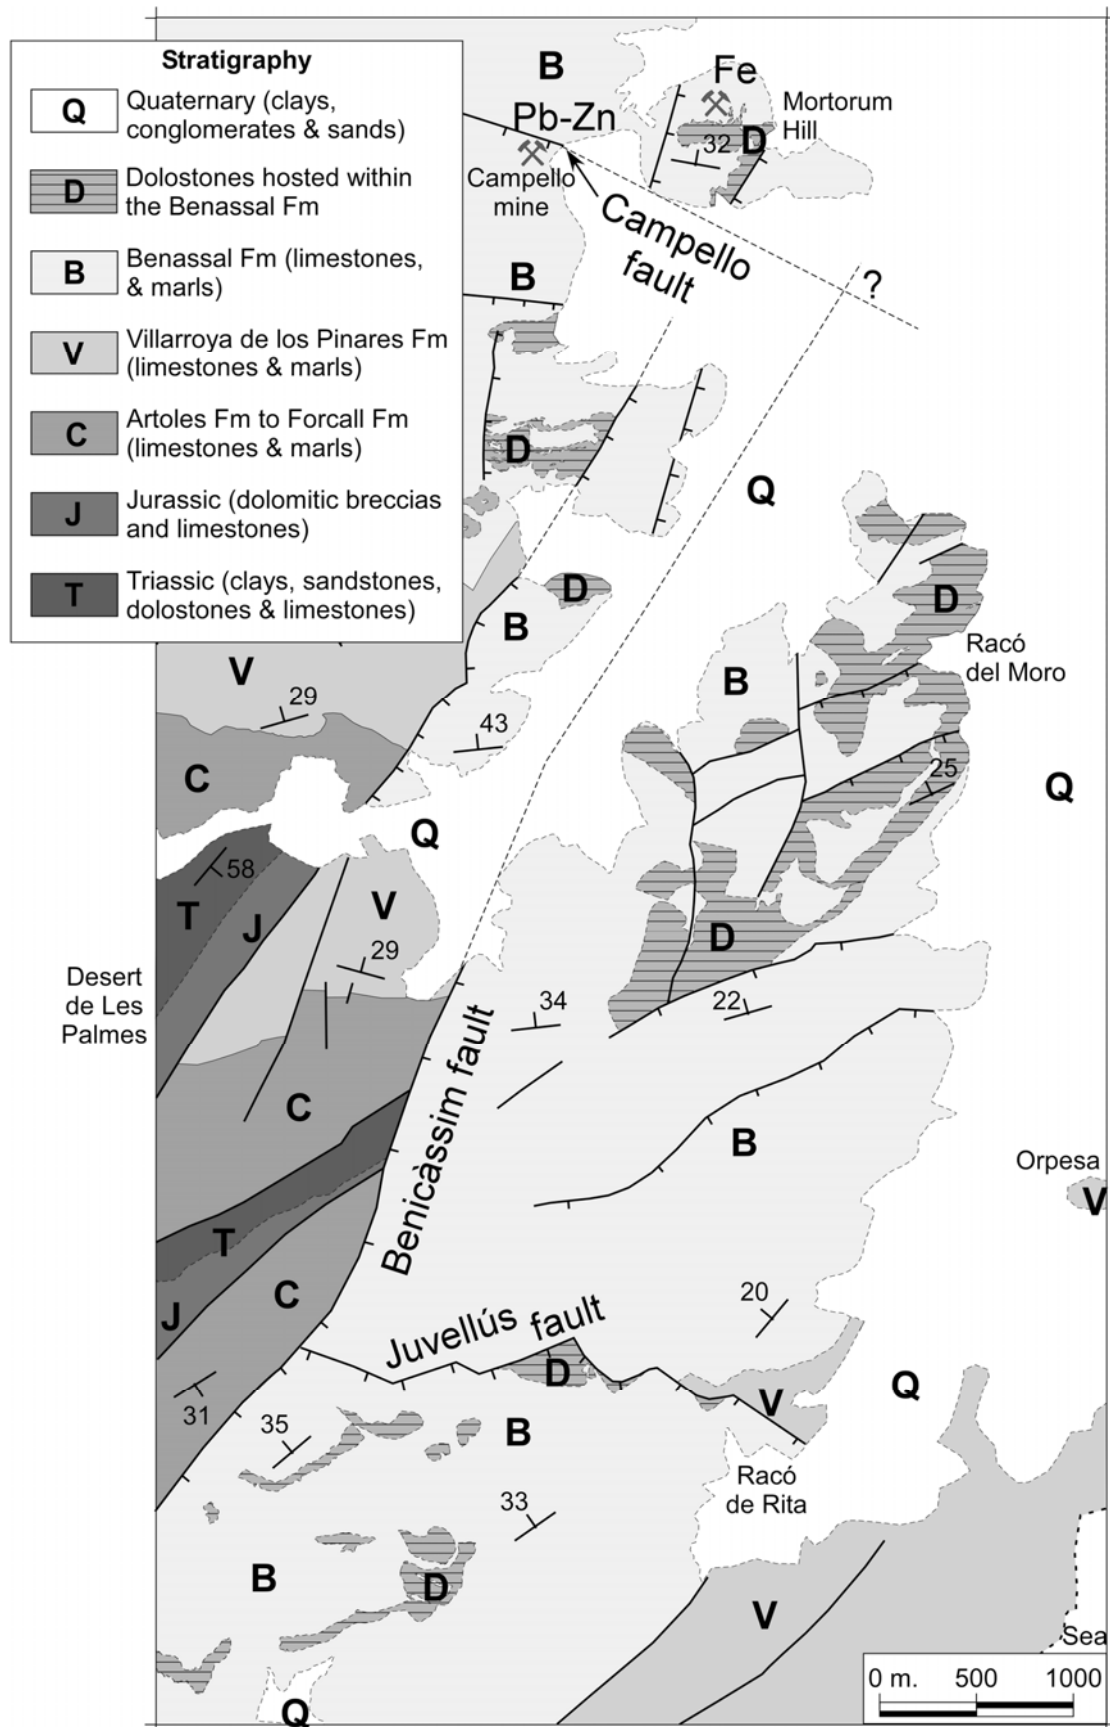 Stratigraphy
Q
Quaternary (clays,
conglomerates & sands)
D
Dolostones hosted within
the Benassal Fm
B
Benassal Fm (limestones,
& marls)
V
Villarroya de los Pinares Fm
(limestones & marls)
C
Artoles Fm to Forcall Fm
(limestones & marls)
J
Jurassic (dolomitic breccias
and limestones)
T
Triassic (clays, sandstones,
dolostones & limestones)
B
Fe
Pb-Zn
Mortorum
Hill
D
32
Campello
mine
Campello
fault
B
?
D
Q
D
B
D
Racó
del Moro
V
B
29
43
C
25
Q
Q
58
T
J
V
D
29
Desert
de Les
Palmes
34
22
C
Benicàssim fault
B
Orpesa
V
T
C
J
20
Juvellús fault
D
Q
V
31
35
B
Racó
de Rita
33
B
D
V
Sea
Q
0 m. 500 1000